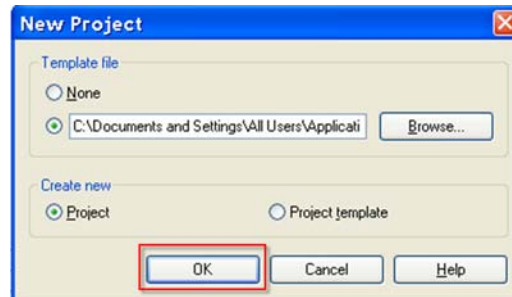 New Project
Template file
None
C:\Documents and Settings\All Users\Applicati
Browse...
Create new
Project
Project template
OK
Cancel
Help